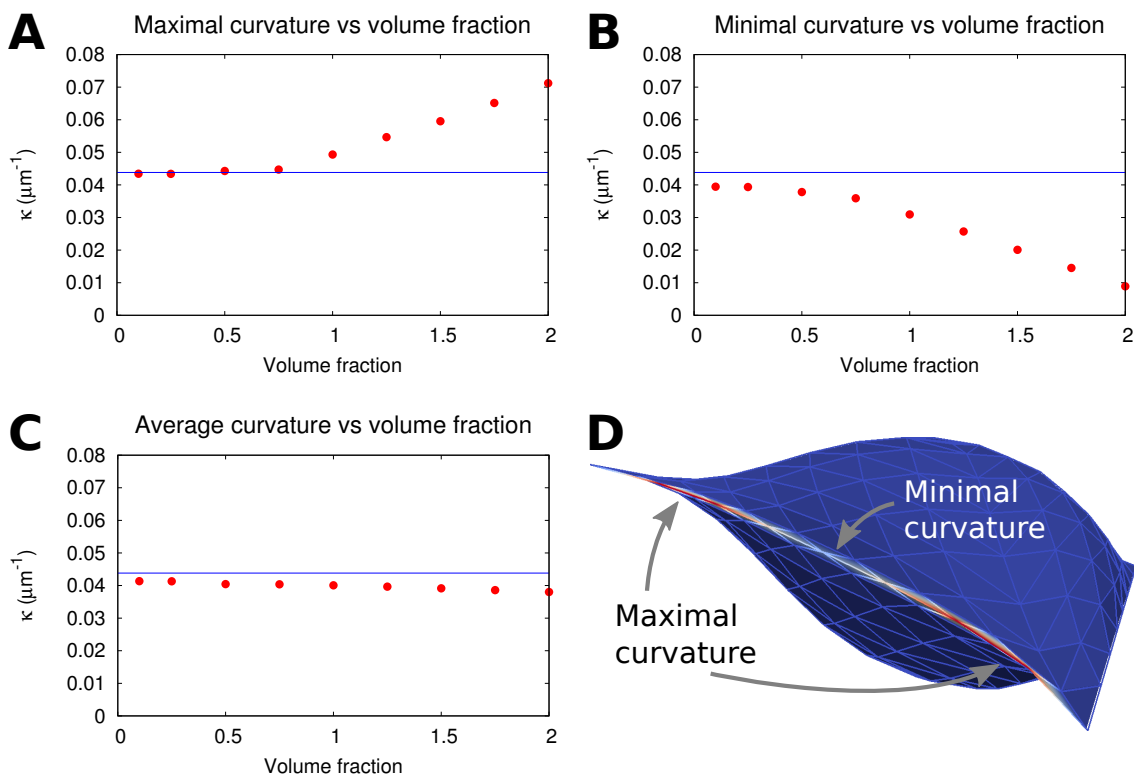 A
Maximal curvature vs volume fraction
0.08
0.07
0.06
0.05
0.04
0.03
0.02
0.01
0
κ (μm⁻¹)
0 0.5 1 1.5 2
Volume fraction
B
Minimal curvature vs volume fraction
0.08
0.07
0.06
0.05
0.04
0.03
0.02
0.01
0
κ (μm⁻¹)
0 0.5 1 1.5 2
Volume fraction
C
Average curvature vs volume fraction
0.08
0.07
0.06
0.05
0.04
0.03
0.02
0.01
0
κ (μm⁻¹)
0 0.5 1 1.5 2
Volume fraction
D
Minimal
curvature
Maximal
curvature